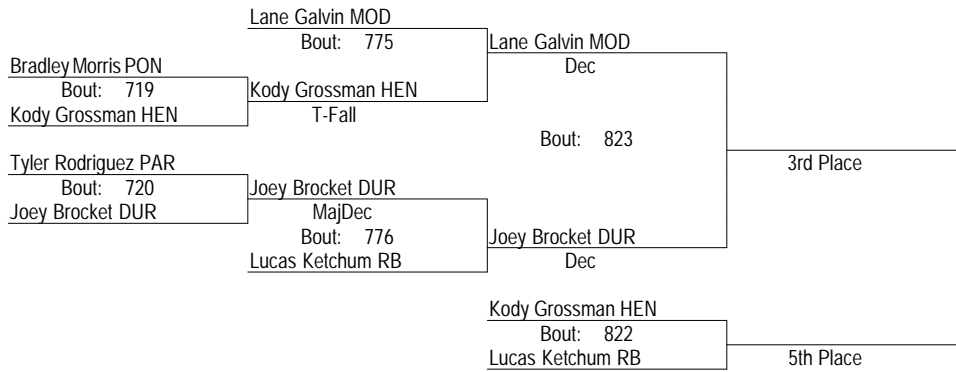 Lane Galvin MOD
Bout: 775
Lane Galvin MOD
Dec
Bradley Morris PON
Bout: 719
Kody Grossman HEN
Kody Grossman HEN
T-Fall
Bout: 823
3rd Place
Tyler Rodriguez PAR
Bout: 720
Joey Brocket DUR
Joey Brocket DUR
MajDec
Bout: 776
Lucas Ketchum RB
Joey Brocket DUR
Dec
Kody Grossman HEN
Bout: 822
Lucas Ketchum RB
5th Place